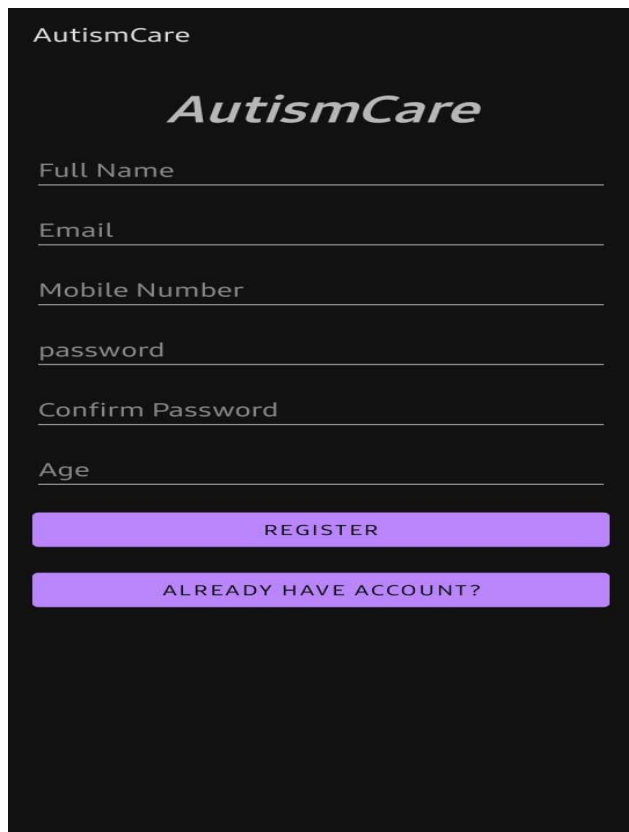 AutismCare
AutismCare
Full Name
Email
Mobile Number
password
Confirm Password
Age
REGISTER
ALREADY HAVE ACCOUNT?